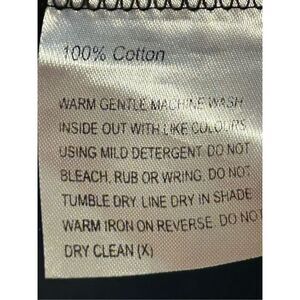 100% Cotton
WARM GENTLE MACHINE WASH
INSIDE OUT WITH LIKE COLOURS
USING MILD DETERGENT. DO NOT
BLEACH, RUB OR WRING. DO NOT
TUMBLE DRY. LINE DRY IN SHADE
WARM IRON ON REVERSE. DO NOT
DRY CLEAN (X)